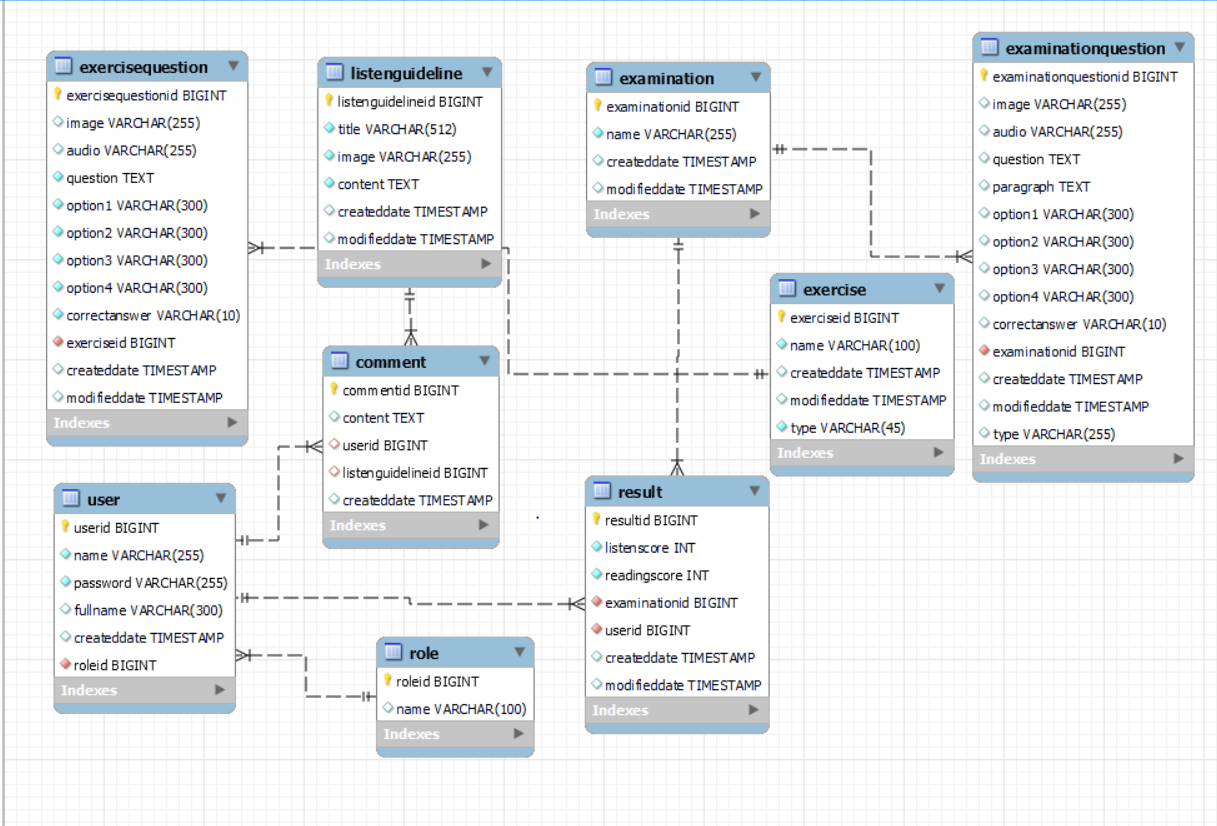 exercisequestion
exercisequestionid BIGINT
image VARCHAR(255)
audio VARCHAR(255)
question TEXT
option1 VARCHAR(300)
option2 VARCHAR(300)
option3 VARCHAR(300)
option4 VARCHAR(300)
correctanswer VARCHAR(10)
exerciseid BIGINT
createddate TIMESTAMP
modifieddate TIMESTAMP
Indexes
listenguideline
listenguidelineid BIGINT
title VARCHAR(512)
image VARCHAR(255)
content TEXT
createddate TIMESTAMP
modifieddate TIMESTAMP
Indexes
examination
examinationid BIGINT
name VARCHAR(255)
createddate TIMESTAMP
modifieddate TIMESTAMP
Indexes
examinationquestion
examinationquestionid BIGINT
image VARCHAR(255)
audio VARCHAR(255)
question TEXT
paragraph TEXT
option1 VARCHAR(300)
option2 VARCHAR(300)
option3 VARCHAR(300)
option4 VARCHAR(300)
correctanswer VARCHAR(10)
examinationid BIGINT
createddate TIMESTAMP
modifieddate TIMESTAMP
type VARCHAR(255)
Indexes
exercise
exerciseid BIGINT
name VARCHAR(100)
createddate TIMESTAMP
modifieddate TIMESTAMP
type VARCHAR(45)
Indexes
comment
commentid BIGINT
content TEXT
userid BIGINT
listenguidelineid BIGINT
createddate TIMESTAMP
Indexes
user
userid BIGINT
name VARCHAR(255)
password VARCHAR(255)
fullname VARCHAR(300)
createddate TIMESTAMP
roleid BIGINT
Indexes
result
resultid BIGINT
listenscore INT
readingscore INT
examinationid BIGINT
userid BIGINT
createddate TIMESTAMP
modifieddate TIMESTAMP
Indexes
role
roleid BIGINT
name VARCHAR(100)
Indexes